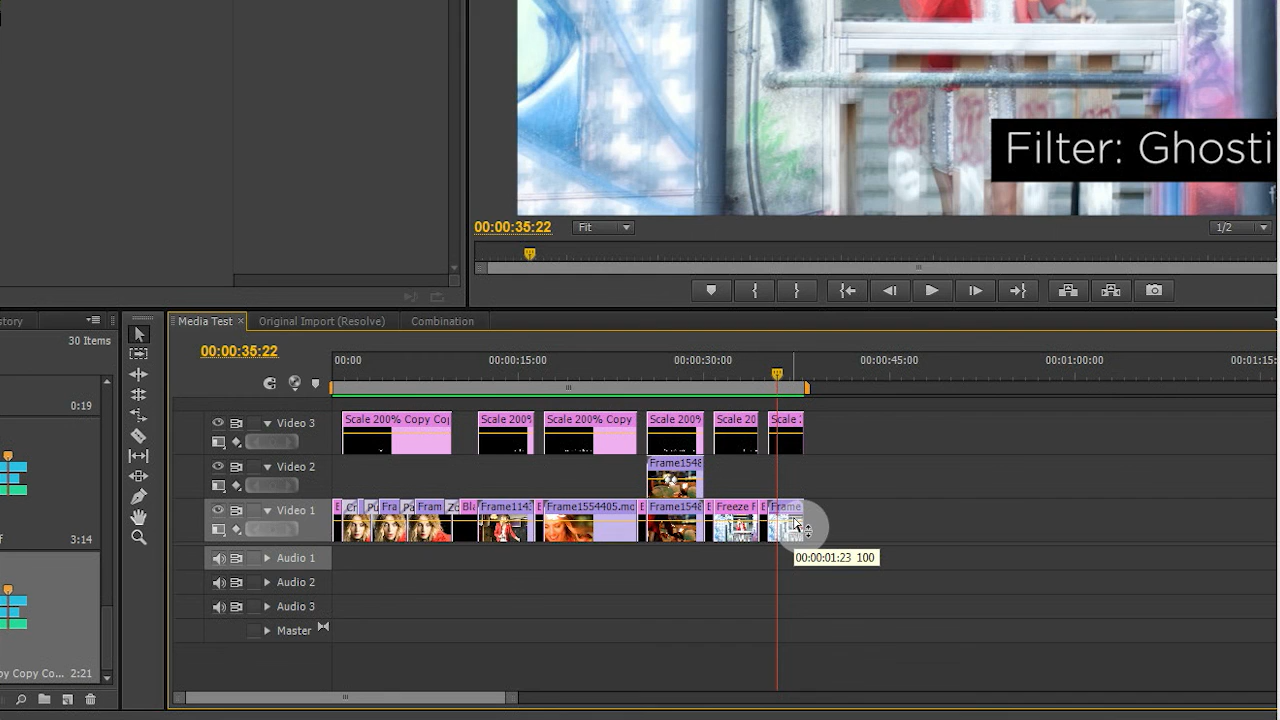 Filter: Ghosti
00:00:35:22
Fit
1/2
story
Media Test
Original Import (Resolve)
Combination
30 Items
00:00:35:22
00:00
00:00:15:00
00:00:30:00
00:00:45:00
00:01:00:00
00:01:15:
0:19
Video 3
Scale 200% Copy Co
Scale 200%
Scale 200% Copy
Scale 200%
Scale 20
Scale
Video 2
Frame1548
Video 1
Fra
Fram
Bla
Frame114
Frame1554405.mo
Frame1548
Freeze F
Frame
3:14
00:00:01:23 100
Audio 1
Audio 2
Audio 3
Master
py Copy Co... 2:21